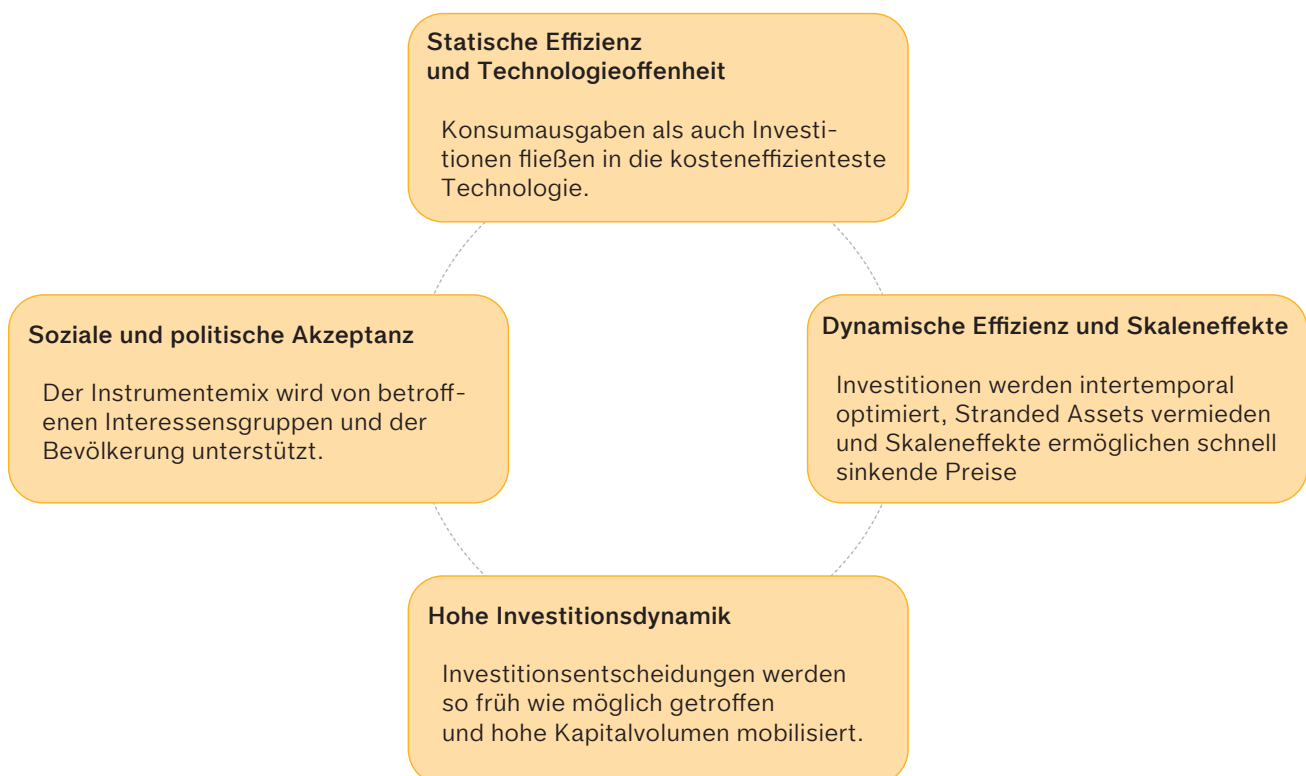 Statische Effizienz
und Technologieoffenheit
Konsumausgaben als auch Investi-
tionen fließen in die kosteneffizienteste
Technologie.
Soziale und politische Akzeptanz
Der Instrumentemix wird von betroff-
enen Interessensgruppen und der
Bevölkerung unterstützt.
Dynamische Effizienz und Skaleneffekte
Investitionen werden intertemporal
optimiert, Stranded Assets vermieden
und Skaleneffekte ermöglichen schnell
sinkende Preise
Hohe Investitionsdynamik
Investitionsentscheidungen werden
so früh wie möglich getroffen
und hohe Kapitalvolumen mobilisiert.